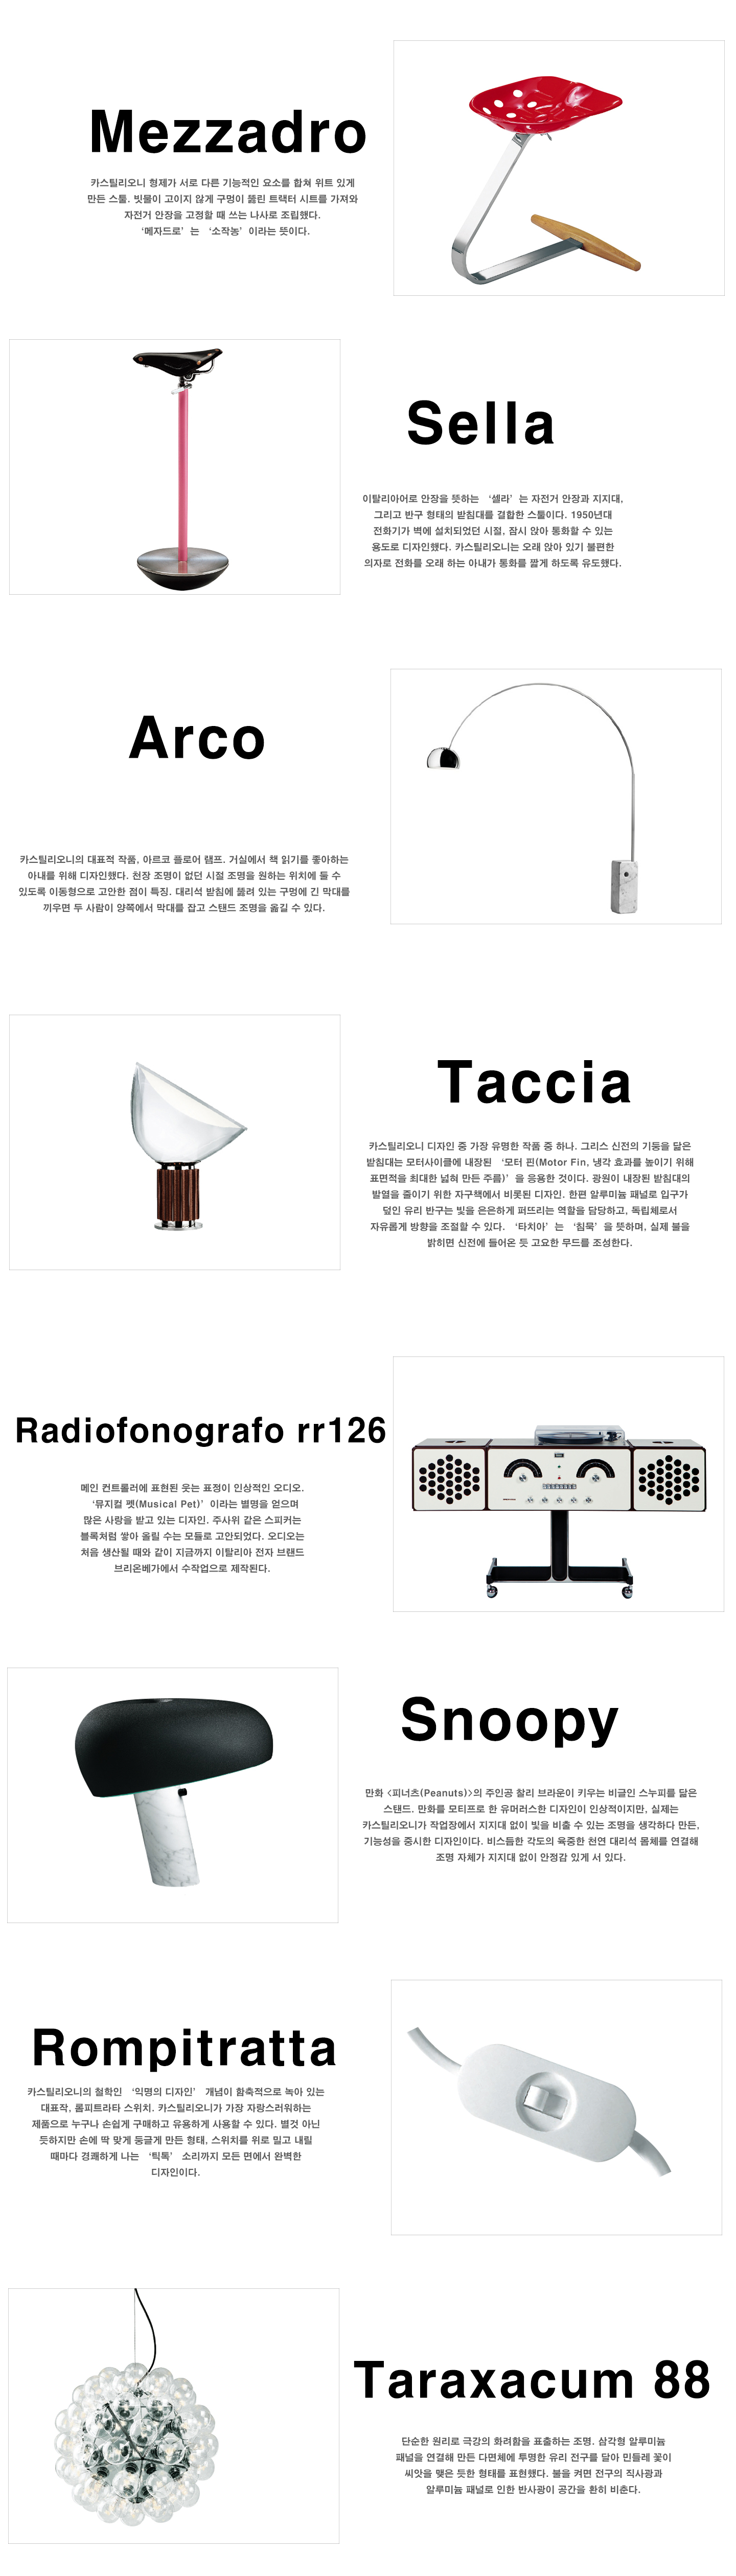 Mezzadro
카스틸리오니 형제가 서로 다른 기능적인 요소를 합쳐 위트 있게
만든 스툴. 빗물이 고이지 않게 구멍이 뚫린 트랙터 시트를 가져와
자전거 안장을 고정할 때 쓰는 나사로 조립했다.
‘메자드로’ 는 ‘소작농’ 이라는 뜻이다.
Sella
이탈리아어로 안장을 뜻하는 ‘셀라’ 는 자전거 안장과 지지대,
그리고 반구 형태의 받침대를 결합한 스툴이다. 1950년대
전화기가 벽에 설치되었던 시절, 잠시 앉아 통화할 수 있는
용도로 디자인했다. 카스틸리오니는 오래 앉아 있기 불편한
의자로 전화를 오래 하는 아내가 통화를 짧게 하도록 유도했다.
Arco
카스틸리오니의 대표적 작품, 아르코 플로어 램프. 거실에서 책 읽기를 좋아하는
아내를 위해 디자인했다. 천장 조명이 없던 시절 조명을 원하는 위치에 둘 수
있도록 이동형으로 고안한 점이 특징. 대리석 받침에 뚫려 있는 구멍에 긴 막대를
끼우면 두 사람이 양쪽에서 막대를 잡고 스탠드 조명을 옮길 수 있다.
Taccia
카스틸리오니 디자인 중 가장 유명한 작품 중 하나. 그리스 신전의 기둥을 닮은
받침대는 모터사이클에 내장된 ‘모터 핀(Motor Fin, 냉각 효과를 높이기 위해
표면적을 최대한 넓혀 만든 주름)’ 을 응용한 것이다. 광원이 내장된 받침대의
발열을 줄이기 위한 자구책에서 비롯된 디자인. 한편 알루미늄 패널로 입구가
덮인 유리 반구는 빛을 은은하게 퍼뜨리는 역할을 담당하고, 독립체로서
자유롭게 방향을 조절할 수 있다. ‘타치아’ 는 ‘침묵’ 을 뜻하며, 실제 불을
밝히면 신전에 들어온 듯 고요한 무드를 조성한다.
Radiofonografo rr126
메인 컨트롤러에 표현된 웃는 표정이 인상적인 오디오.
‘뮤지컬 펫(Musical Pet)’ 이라는 별명을 얻으며
많은 사랑을 받고 있는 디자인. 주사위 같은 스피커는
블록처럼 쌓아 올릴 수는 모듈로 고안되었다. 오디오는
처음 생산될 때와 같이 지금까지 이탈리아 전자 브랜드
브리온베가에서 수작업으로 제작된다.
Snoopy
만화 <피너츠(Peanuts)>의 주인공 찰리 브라운이 키우는 비글인 스누피를 닮은
스탠드. 만화를 모티프로 한 유머러스한 디자인이 인상적이지만, 실제는
카스틸리오니가 작업장에서 지지대 없이 빛을 비출 수 있는 조명을 생각하다 만든,
기능성을 중시한 디자인이다. 비스듬한 각도의 육중한 천연 대리석 몸체를 연결해
조명 자체가 지지대 없이 안정감 있게 서 있다.
Rompitratta
카스틸리오니의 철학인 ‘익명의 디자인’ 개념이 함축적으로 녹아 있는
대표작, 롬피트라타 스위치. 카스틸리오니가 가장 자랑스러워하는
제품으로 누구나 손쉽게 구매하고 유용하게 사용할 수 있다. 별것 아닌
듯하지만 손에 딱 맞게 둥글게 만든 형태, 스위치를 위로 밀고 내릴
때마다 경쾌하게 나는 ‘틱톡’ 소리까지 모든 면에서 완벽한
디자인이다.
Taraxacum 88
단순한 원리로 극강의 화려함을 표출하는 조명. 삼각형 알루미늄
패널을 연결해 만든 다면체에 투명한 유리 전구를 달아 민들레 꽃이
씨앗을 맺은 듯한 형태를 표현했다. 불을 켜면 전구의 직사광과
알루미늄 패널로 인한 반사광이 공간을 환히 비춘다.